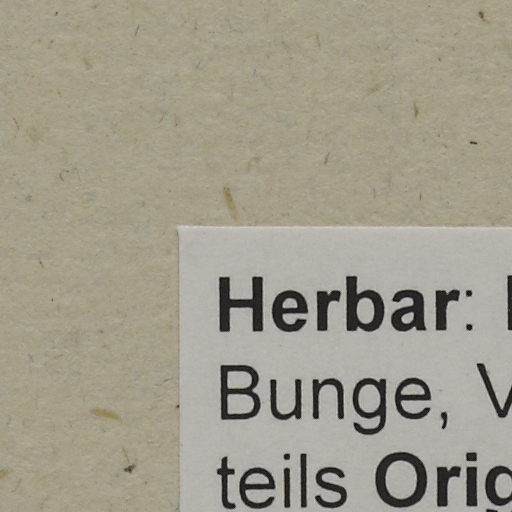 Herbar:
Bunge,
teils